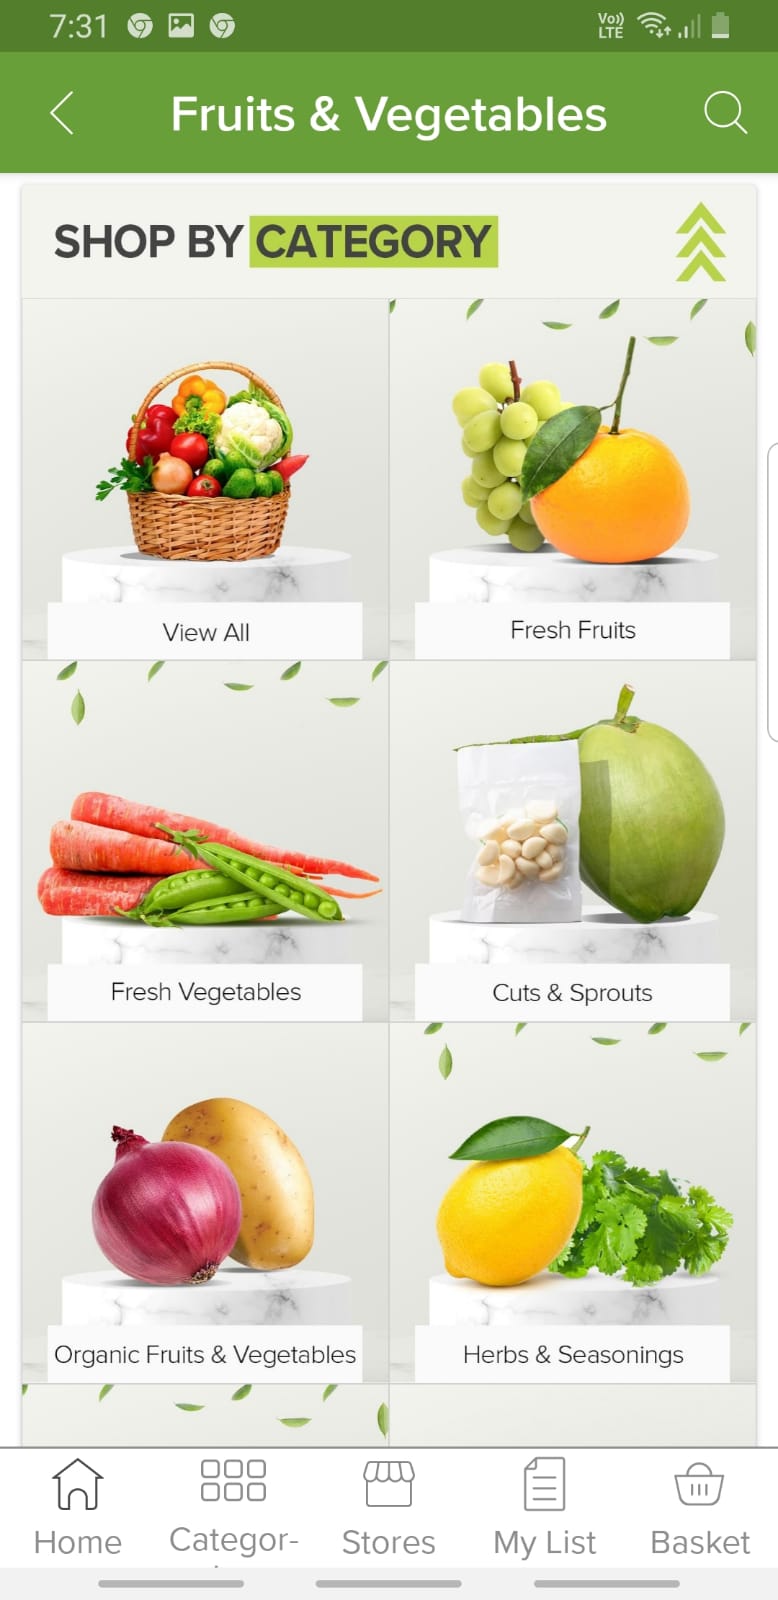 7:31
Vo)) LTE
Fruits & Vegetables
SHOP BY CATEGORY
View All
Fresh Fruits
Fresh Vegetables
Cuts & Sprouts
Organic Fruits & Vegetables
Herbs & Seasonings
Home
Categor-
Stores
My List
Basket